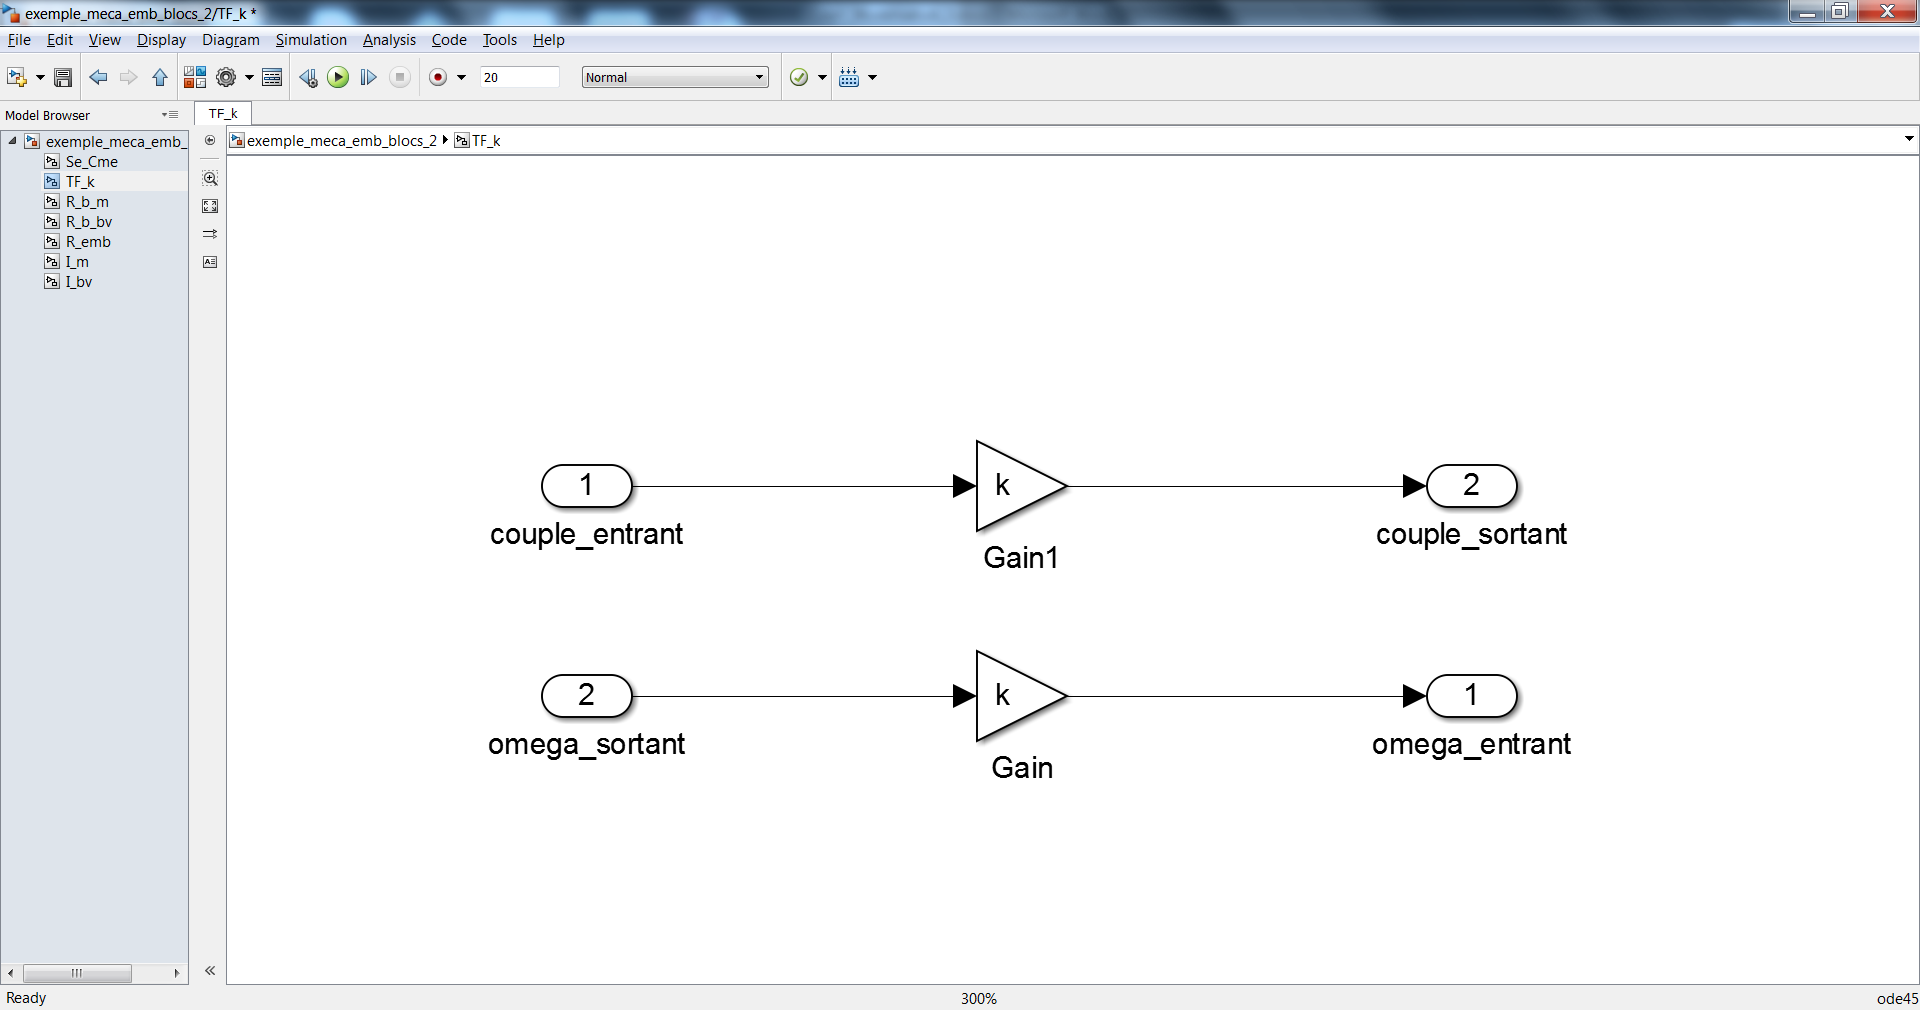 exemple_meca_emb_blocs_2/TF_k *
File Edit View Display Diagram Simulation Analysis Code Tools Help
20 Normal
Model Browser
TF_k
exemple_meca_emb_
Se_Cme
TF_k
R_b_m
R_b_bv
R_emb
I_m
I_bv
exemple_meca_emb_blocs_2 TF_k
1 k 2
couple_entrant couple_sortant
Gain1
2 k 1
omega_sortant omega_entrant
Gain
Ready 300% ode45